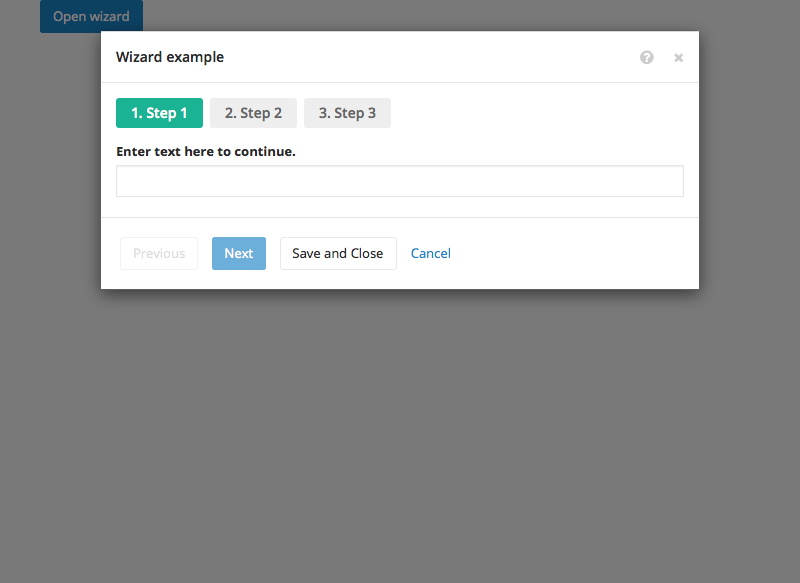 Open wizard
Wizard example
1. Step 1 2. Step 2 3. Step 3
Enter text here to continue.
Previous Next Save and Close Cancel